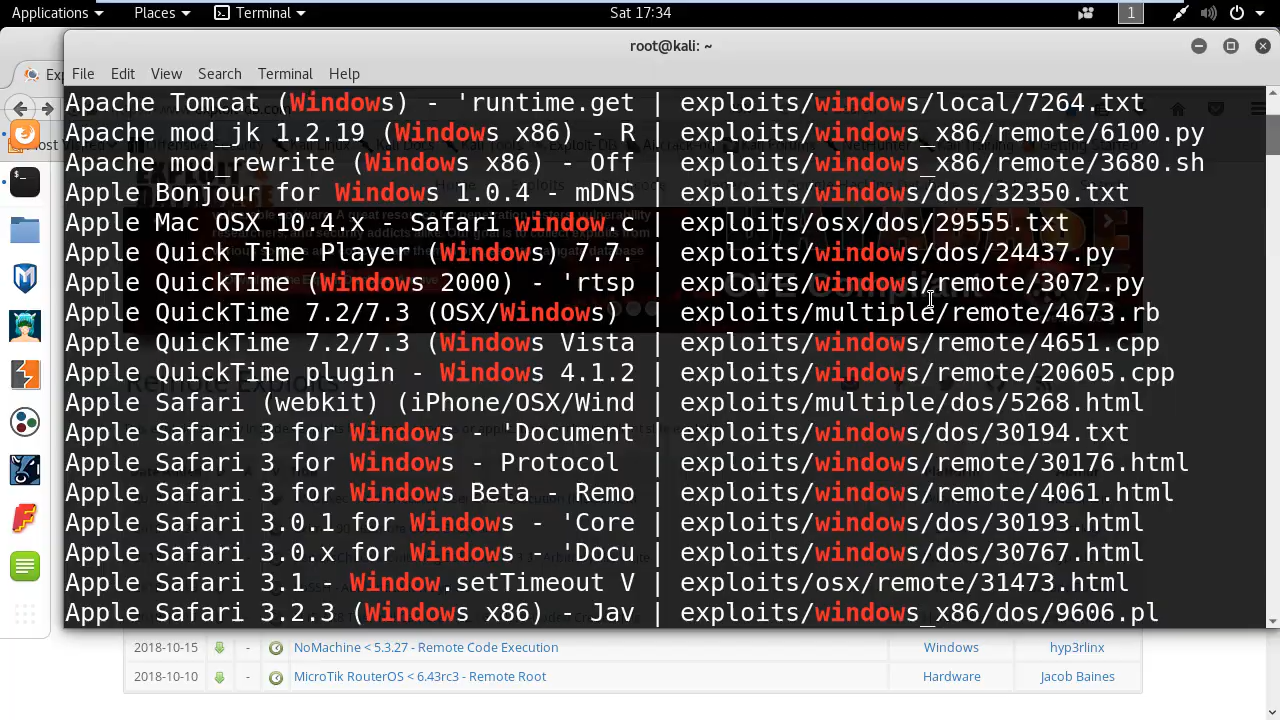 Applications Places Terminal Sat 17:34 1
root@kali: ~
File Edit View Search Terminal Help
Apache Tomcat (Windows) - 'runtime.get | exploits/windows/local/7264.txt
Apache mod_jk 1.2.19 (Windows x86) - R | exploits/windows_x86/remote/6100.py
Apache mod_rewrite (Windows x86) - Off | exploits/windows_x86/remote/3680.sh
Apple Bonjour for Windows 1.0.4 - mDNS | exploits/windows/dos/32350.txt
Apple Mac OSX 10.4.x - Safari window.c | exploits/osx/dos/29555.txt
Apple Quick Time Player (Windows) 7.7. | exploits/windows/dos/24437.py
Apple QuickTime (Windows 2000) - 'rtsp | exploits/windows/remote/3072.py
Apple QuickTime 7.2/7.3 (OSX/Windows) | exploits/multiple/remote/4673.rb
Apple QuickTime 7.2/7.3 (Windows Vista | exploits/windows/remote/4651.cpp
Apple QuickTime plugin - Windows 4.1.2 | exploits/windows/remote/20605.cpp
Apple Safari (webkit) (iPhone/OSX/Wind | exploits/multiple/dos/5268.html
Apple Safari 3 for Windows - 'Document | exploits/windows/dos/30194.txt
Apple Safari 3 for Windows - Protocol | exploits/windows/remote/30176.html
Apple Safari 3 for Windows Beta - Remo | exploits/windows/remote/4061.html
Apple Safari 3.0.1 for Windows - 'Core | exploits/windows/dos/30193.html
Apple Safari 3.0.x for Windows - 'Docu | exploits/windows/dos/30767.html
Apple Safari 3.1 - Window.setTimeout V | exploits/osx/remote/31473.html
Apple Safari 3.2.3 (Windows x86) - Jav | exploits/windows_x86/dos/9606.pl
2018-10-15 - NoMachine < 5.3.27 - Remote Code Execution Windows hyp3rlinx
2018-10-10 - MicroTik RouterOS < 6.43rc3 - Remote Root Hardware Jacob Baines